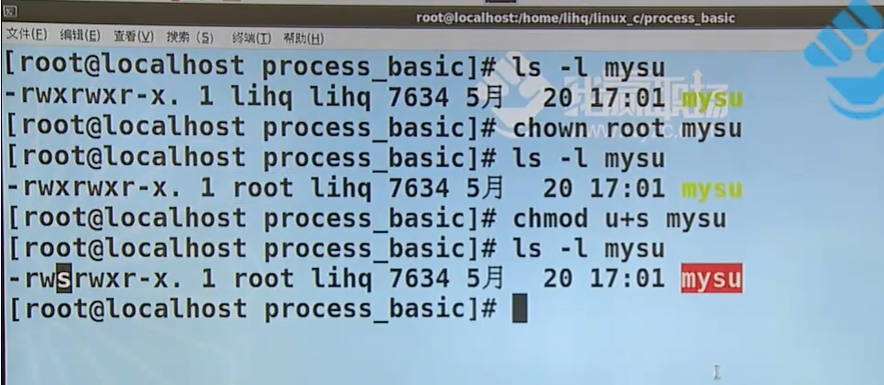 root@localhost:/home/lihq/linux_c/process_basic
文件(F) 编辑(E) 查看(V) 搜索(S) 终端(T) 帮助(H)
[root@localhost process_basic]# ls -l mysu
-rwxrwxr-x. 1 lihq lihq 7634 5月 20 17:01 mysu
[root@localhost process_basic]# chown root mysu
[root@localhost process_basic]# ls -l mysu
-rwxrwxr-x. 1 root lihq 7634 5月 20 17:01 mysu
[root@localhost process_basic]# chmod u+s mysu
[root@localhost process_basic]# ls -l mysu
-rwsrwxr-x. 1 root lihq 7634 5月 20 17:01 mysu
[root@localhost process_basic]#